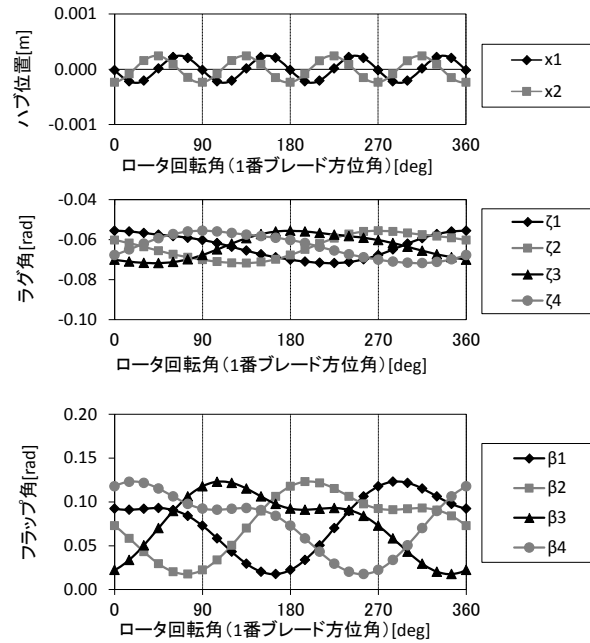 ハブ位置[m]
0.001
0.000
-0.001
0 90 180 270 360
ロータ回転角(1番ブレード方位角)[deg]
x1
x2
ラグ角[rad]
-0.04
-0.06
-0.08
-0.10
0 90 180 270 360
ロータ回転角(1番ブレード方位角)[deg]
ζ1
ζ2
ζ3
ζ4
フラップ角[rad]
0.20
0.15
0.10
0.05
0.00
0 90 180 270 360
ロータ回転角(1番ブレード方位角)[deg]
β1
β2
β3
β4